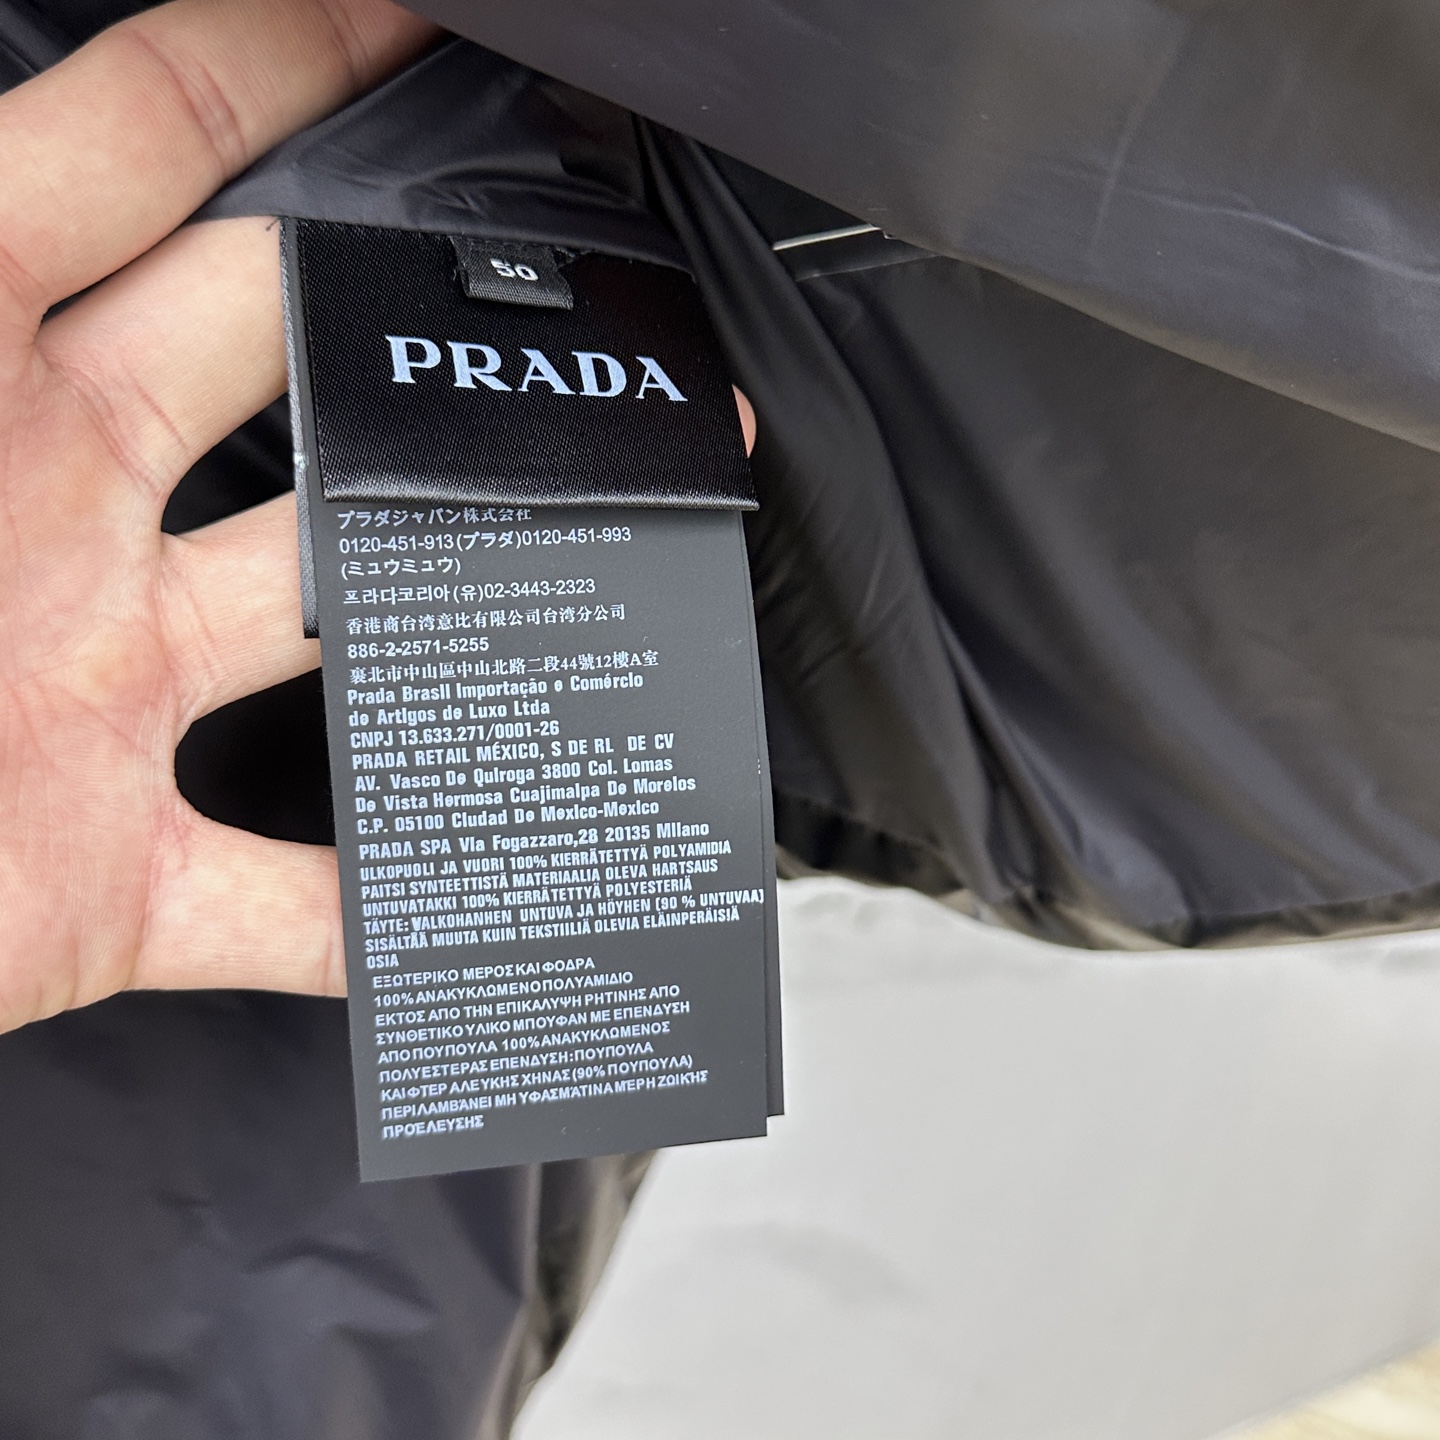 50
PRADA
プラダジャパン株式会社
0120-451-913(プラダ)0120-451-993
(ミュウミュウ)
프라다코리아(유)02-3443-2323
香港商台湾意比有限公司台湾分公司
886-2-2571-5255
襄北市中山區中山北路二段44號12樓A室
Prada Brasil Importação e Comércio
de Artigos de Luxo Ltda
CNPJ 13.633.271/0001-26
PRADA RETAIL MÉXICO, S DE RL DE CV
AV. Vasco De Quiroga 3800 Col. Lomas
De Vista Hermosa Cuajimalpa De Morelos
C.P. 05100 Ciudad De Mexico-Mexico
PRADA SPA Via Fogazzaro,28 20135 Milano
ULKOPUOLI JA VUORI 100% KIERRÄTETTYÄ POLYAMIDIA
PAITSI SYNTEETTISTÄ MATERIAALIA OLEVA HARTSAUS
UNTUVATAKKI 100% KIERRÄTETTYÄ POLYESTERIÄ
TÄYTE: VALKOHANHEN UNTUVA JA HÖYHEN (90 % UNTUVAA)
SISÄLTÄÄ MUUTA KUIN TEKSTIILIÄ OLEVIA ELÄINPERÄISIÄ
OSIA
ΕΞΩΤΕΡΙΚΟ ΜΕΡΟΣ ΚΑΙ ΦΟΔΡΑ
100% ΑΝΑΚΥΚΛΩΜΕΝΟ ΠΟΛΥΑΜΙΔΙΟ
ΕΚΤΟΣ ΑΠΟ ΤΗΝ ΕΠΙΚΑΛΥΨΗ ΡΗΤΙΝΗΣ ΑΠΟ
ΣΥΝΘΕΤΙΚΟ ΥΛΙΚΟ ΜΠΟΥΦΑΝ ΜΕ ΕΠΕΝΔΥΣΗ
ΑΠΟ ΠΟΥΠΟΥΛΑ 100% ΑΝΑΚΥΚΛΩΜΕΝΟΣ
ΠΟΛΥΕΣΤΕΡΑΣ ΕΠΕΝΔΥΣΗ:ΠΟΥΠΟΥΛΑ
ΚΑΙ ΦΤΕΡ ΑΛΕΥΚΗΣ ΧΗΝΑΣ (90% ΠΟΥΠΟΥΛΑ)
ΠΕΡΙΛΑΜΒΆΝΕΙ ΜΗ ΥΦΑΣΜΆΤΙΝΑ ΜΈΡΗ ΖΩΙΚΉΣ
ΠΡΟΈΛΕΥΣΗΣ